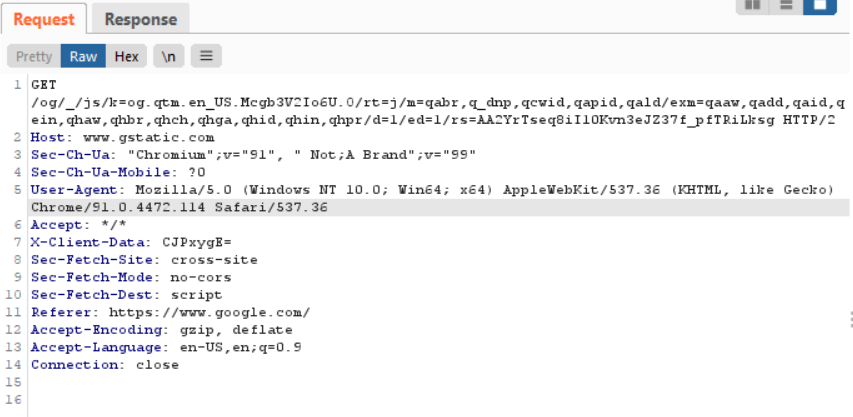 Request Response
Pretty Raw Hex \n
1 GET
/og/_/js/k=og.qtm.en_US.Mcgb3V2Io6U.O/rt=j/m=qabr,q_dnp,qcwid,qapid,qald/exm=qaaw,qadd,qaid,q
ein,qhaw,qhbr,qhch,qhga,qhid,qhin,qhpr/d=1/ed=1/rs=AA2YrTseq8iIl0Kvn3eJZ37f_pfTRiLksg HTTP/2
2 Host: www.gstatic.com
3 Sec-Ch-Ua: "Chromium";v="91", " Not;A Brand";v="99"
4 Sec-Ch-Ua-Mobile: ?0
5 User-Agent: Mozilla/5.0 (Windows NT 10.0; Win64; x64) AppleWebKit/537.36 (KHTML, like Gecko)
Chrome/91.0.4472.114 Safari/537.36
6 Accept: */*
7 X-Client-Data: CJPxygE=
8 Sec-Fetch-Site: cross-site
9 Sec-Fetch-Mode: no-cors
10 Sec-Fetch-Dest: script
11 Referer: https://www.google.com/
12 Accept-Encoding: gzip, deflate
13 Accept-Language: en-US,en;q=0.9
14 Connection: close
15
16